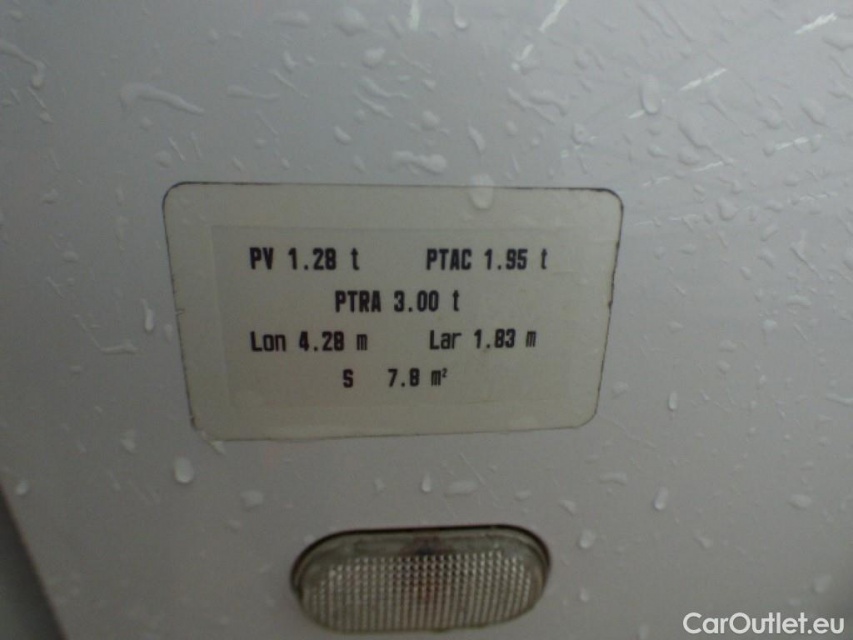 PV 1.28 t PTAC 1.95 t
PTRA 3.00 t
Lon 4.28 m Lar 1.83 m
S 7.8 m²
CarOutlet.eu